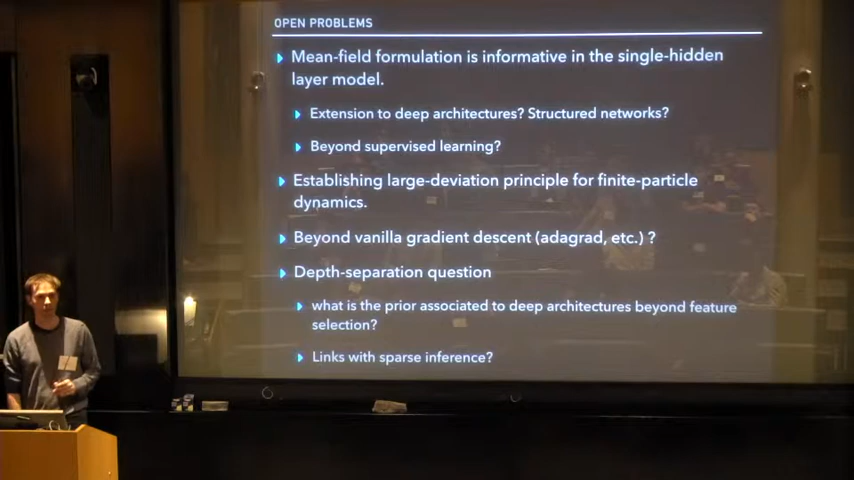 OPEN PROBLEMS
Mean-field formulation is informative in the single-hidden
layer model.
Extension to deep architectures? Structured networks?
Beyond supervised learning?
Establishing large-deviation principle for finite-particle
dynamics.
Beyond vanilla gradient descent (adagrad, etc.) ?
Depth-separation question
what is the prior associated to deep architectures beyond feature
selection?
Links with sparse inference?